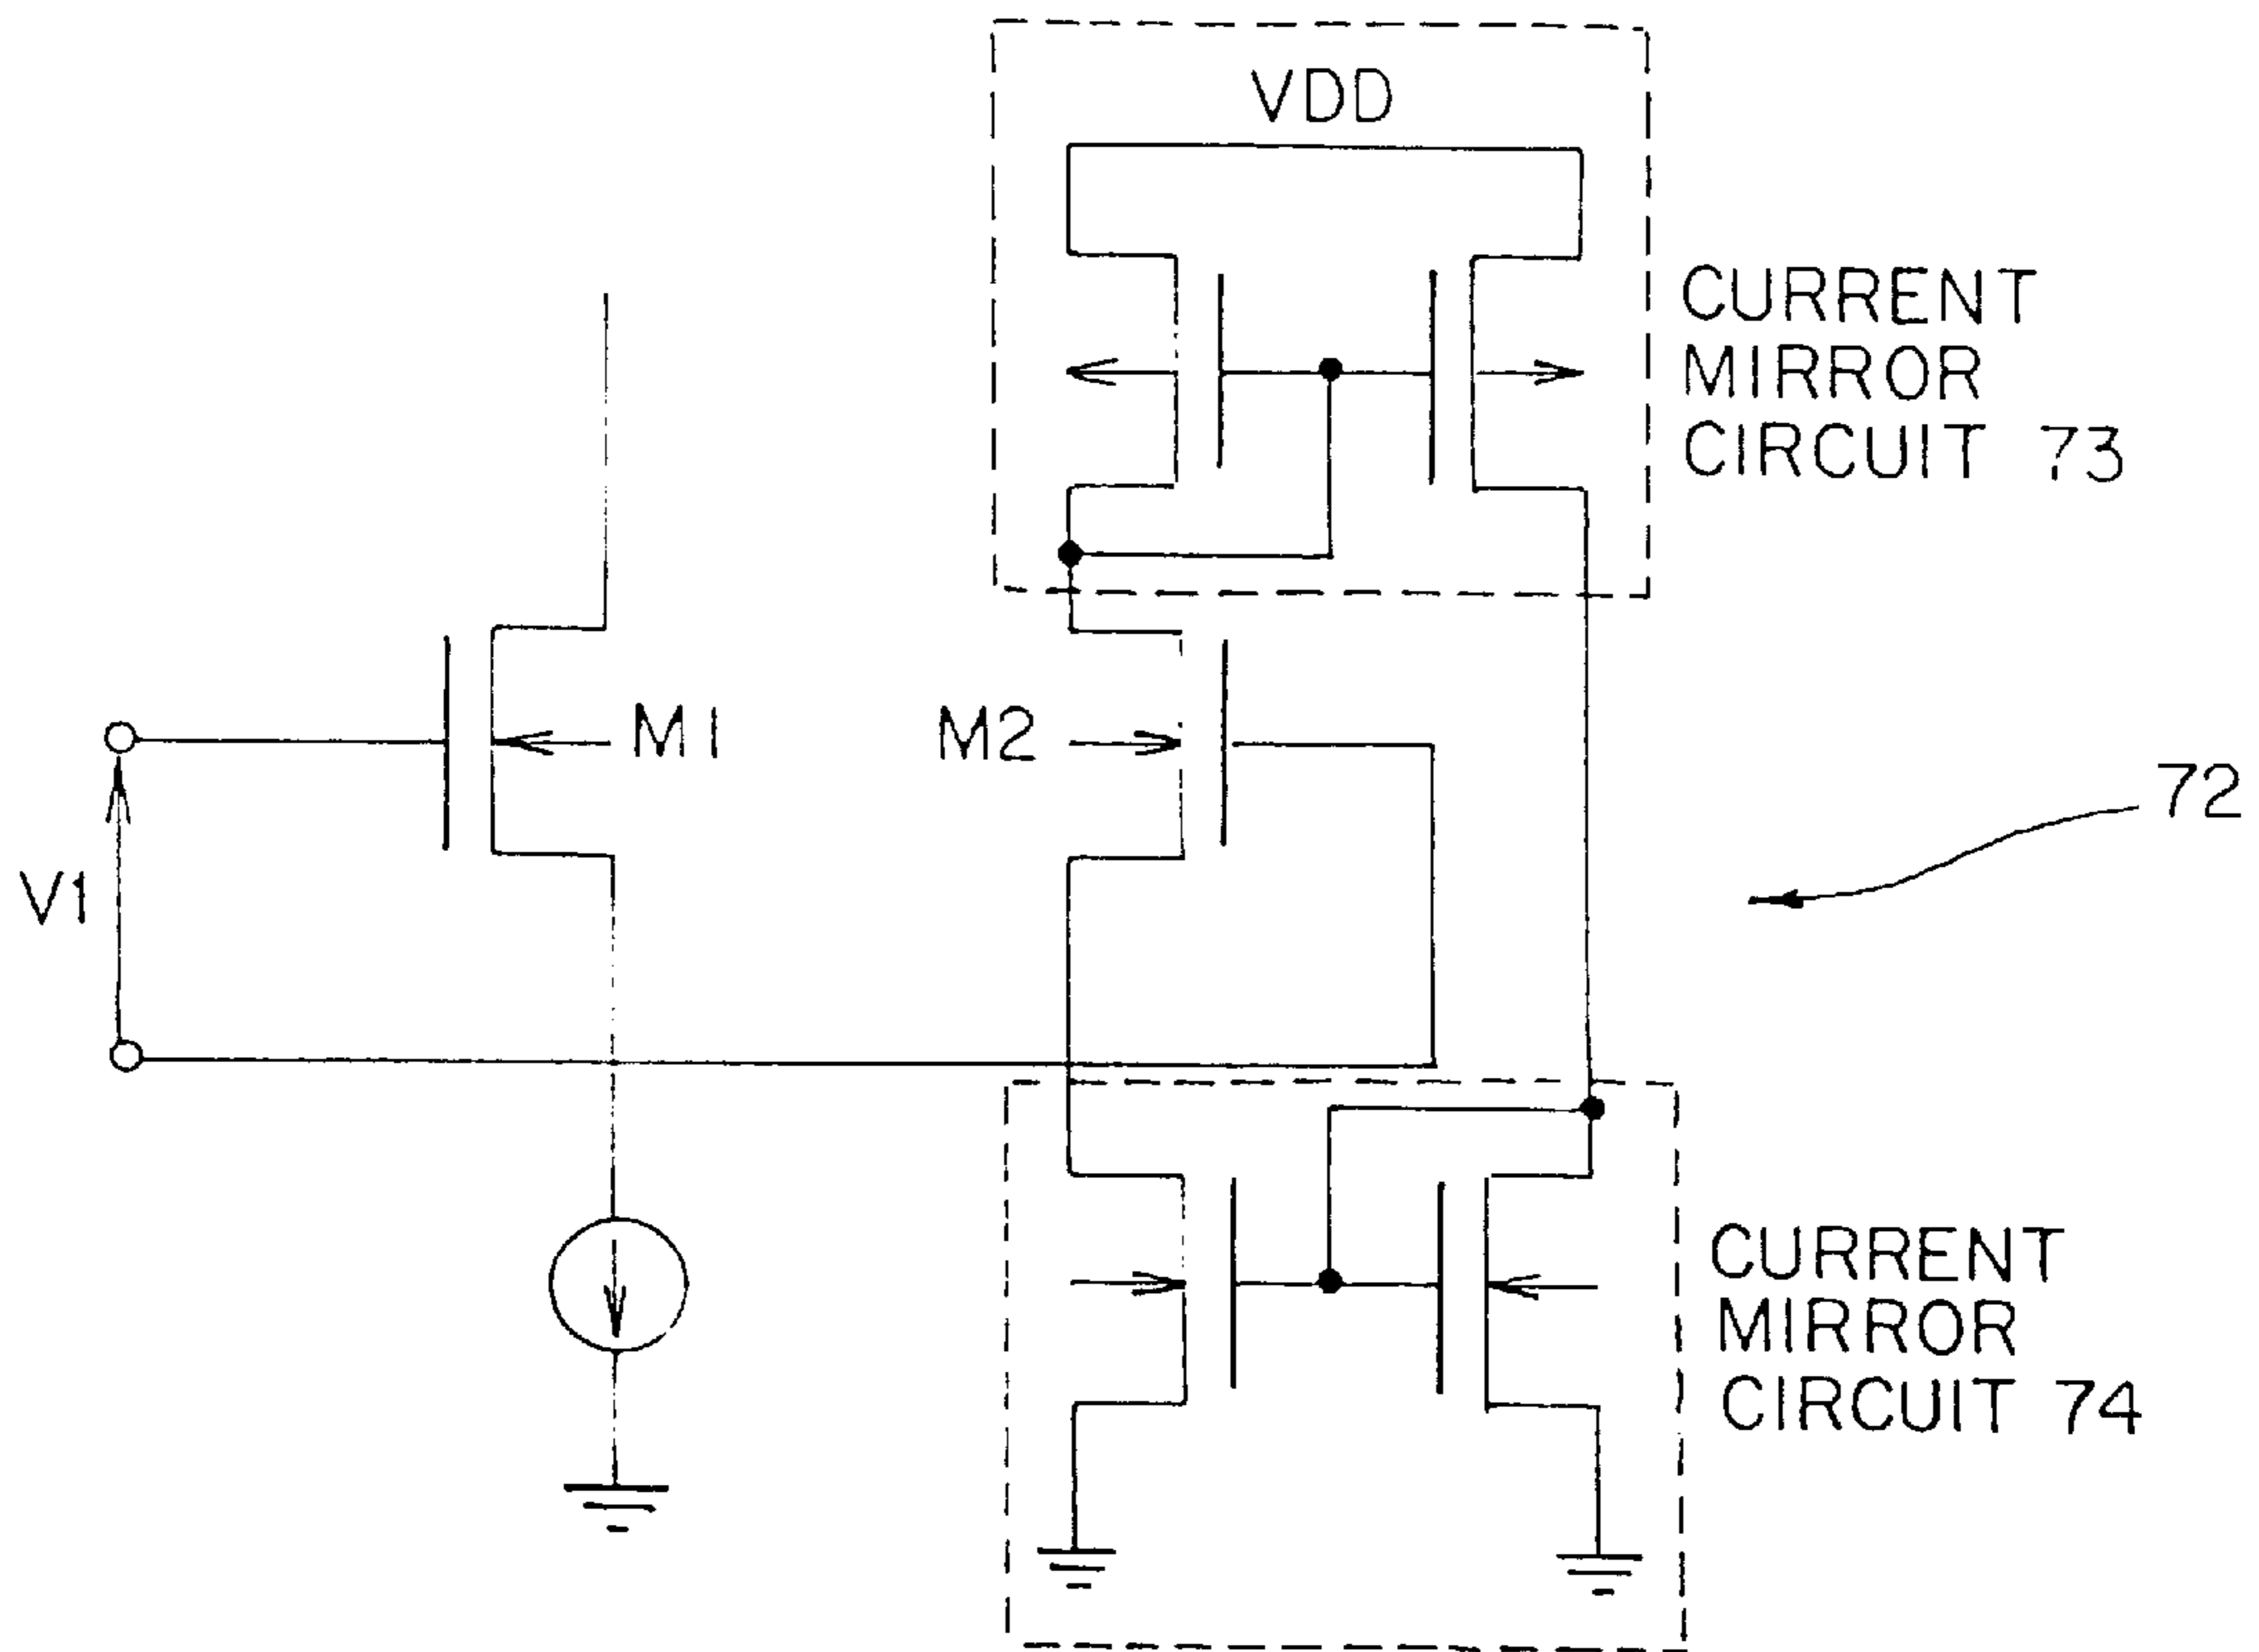 VDD
CURRENT
MIRROR
CIRCUIT 73
M1
M2
72
V1
CURRENT
MIRROR
CIRCUIT 74